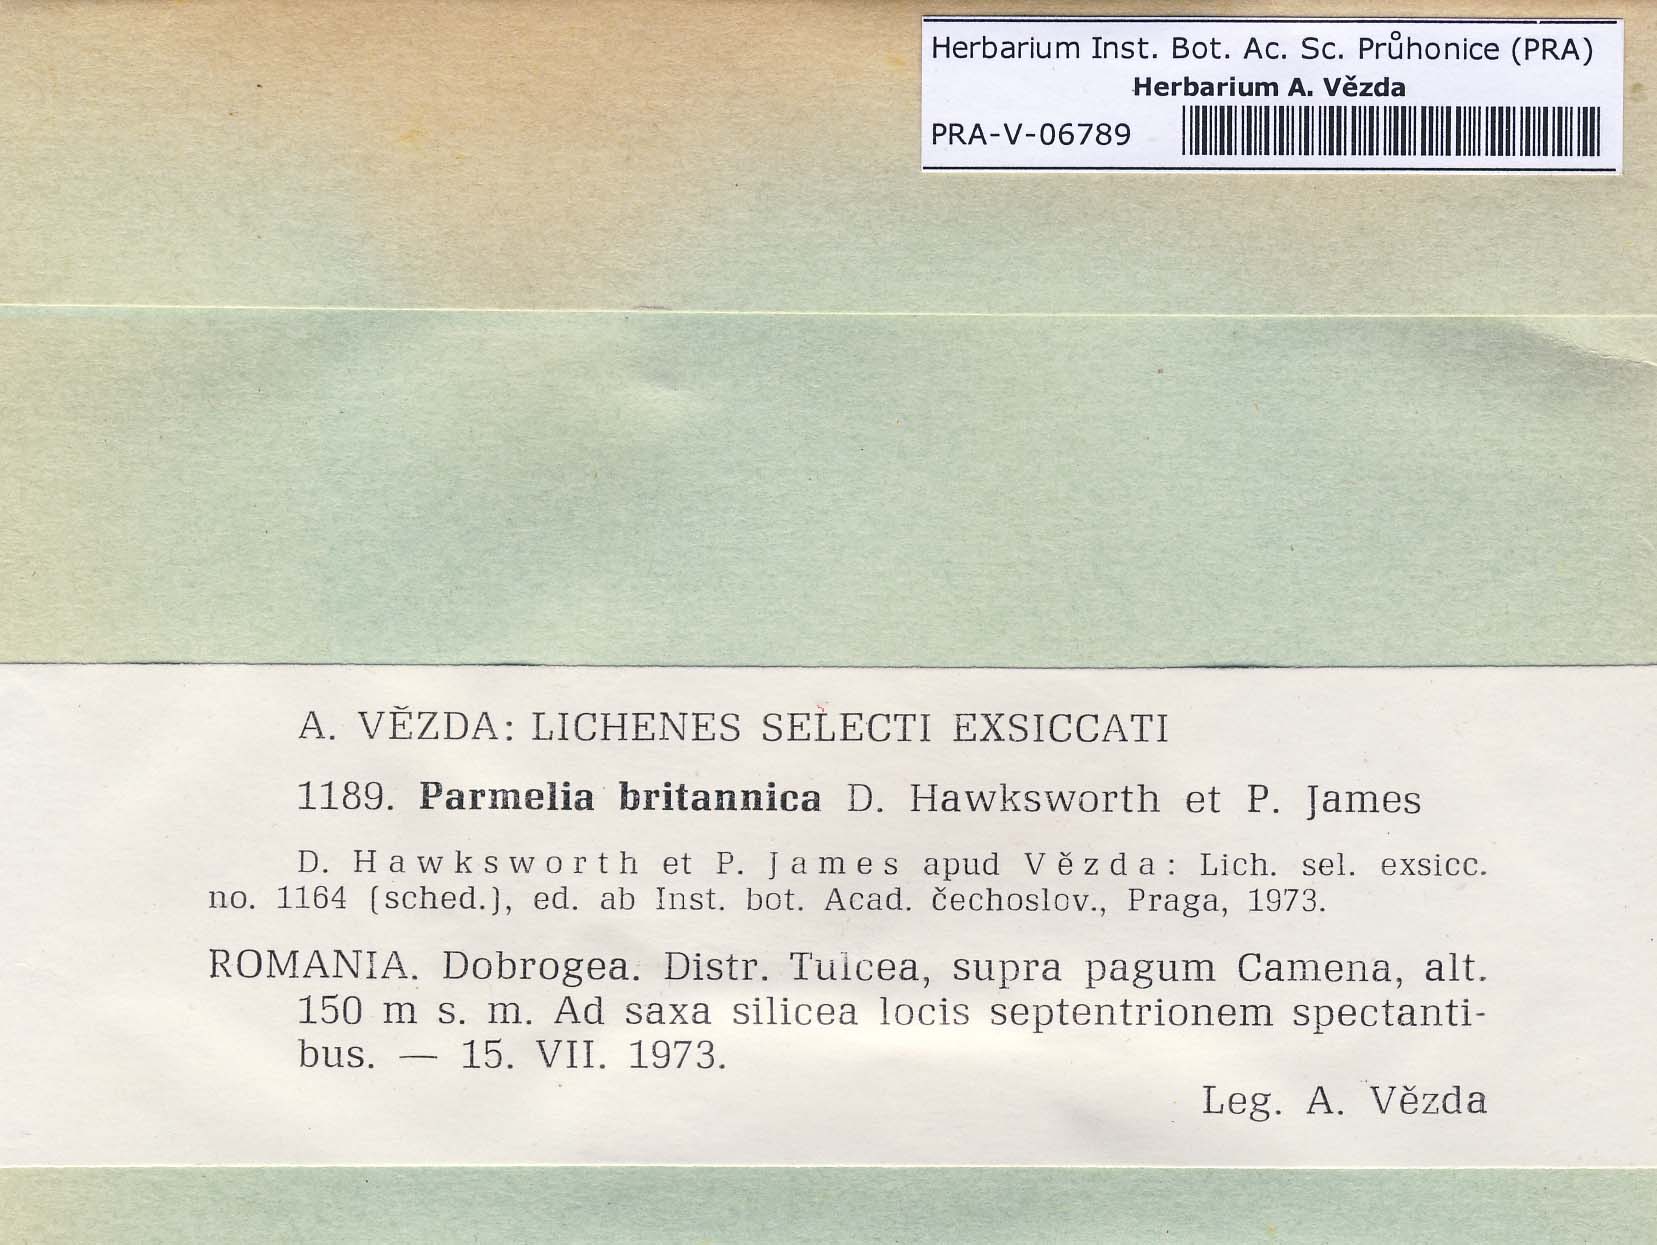 Herbarium Inst. Bot. Ac. Sc. Průhonice (PRA)
Herbarium A. Vězda
PRA-V-06789
A. VĚZDA: LICHENES SELECTI EXSICCATI
1189. Parmelia britannica D. Hawksworth et P. James
D. Hawksworth et P. James apud Vězda: Lich. sel. exsicc.
no. 1164 (sched.), ed. ab Inst. bot. Acad. čechoslov., Praga, 1973.
ROMANIA. Dobrogea. Distr. Tulcea, supra pagum Camena, alt.
150 m s. m. Ad saxa silicea locis septentrionem spectanti-
bus. — 15. VII. 1973.
Leg. A. Vězda